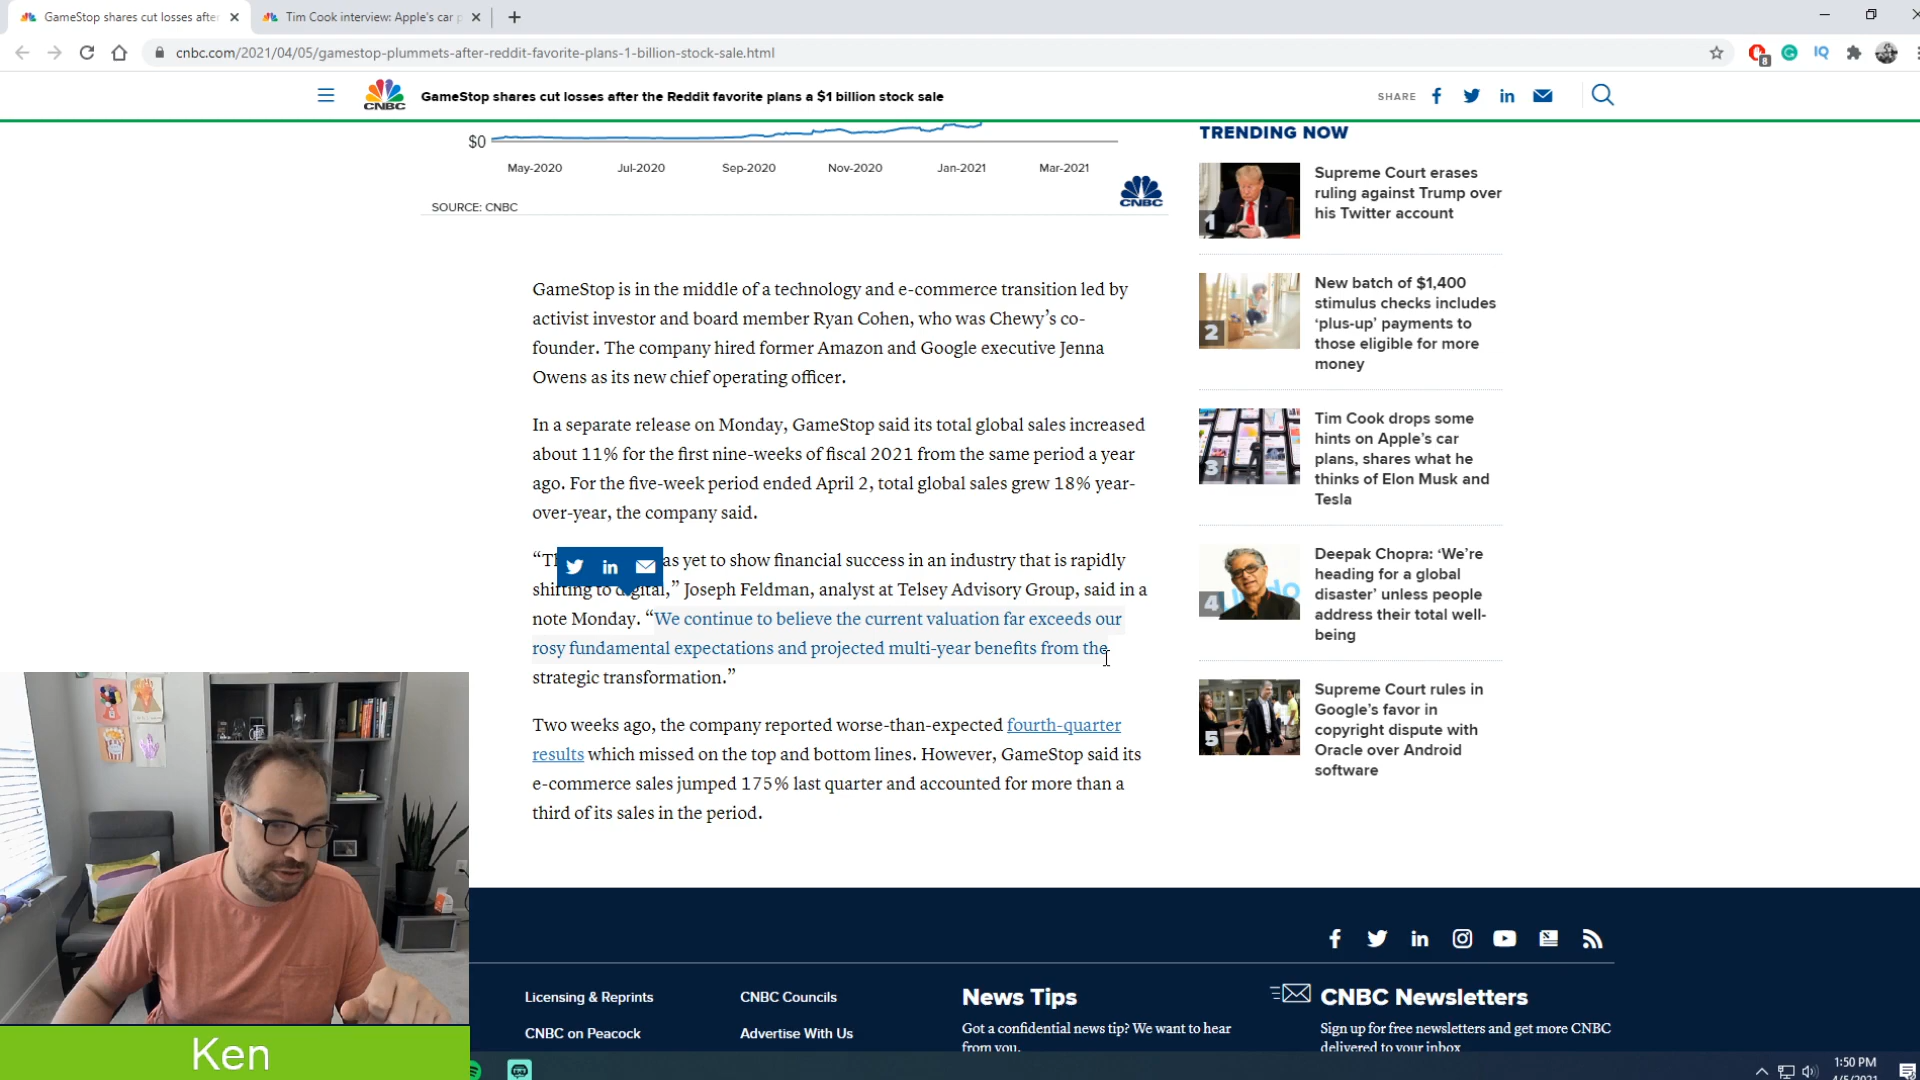 GameStop shares cut losses afte
Tim Cook interview: Apple's car p
cnbc.com/2021/04/05/gamestop-plummets-after-reddit-favorite-plans-1-billion-stock-sale.html
8
IQ
CNBC
GameStop shares cut losses after the Reddit favorite plans a $1 billion stock sale
SHARE
$0
May-2020
Jul-2020
Sep-2020
Nov-2020
Jan-2021
Mar-2021
CNBC
SOURCE: CNBC
GameStop is in the middle of a technology and e-commerce transition led by
activist investor and board member Ryan Cohen, who was Chewy’s co-
founder. The company hired former Amazon and Google executive Jenna
Owens as its new chief operating officer.
In a separate release on Monday, GameStop said its total global sales increased
about 11% for the first nine-weeks of fiscal 2021 from the same period a year
ago. For the five-week period ended April 2, total global sales grew 18% year-
over-year, the company said.
as yet to show financial success in an industry that is rapidly
shifting to digital,” Joseph Feldman, analyst at Telsey Advisory Group, said in a
note Monday. “We continue to believe the current valuation far exceeds our
rosy fundamental expectations and projected multi-year benefits from the
strategic transformation.”
Two weeks ago, the company reported worse-than-expected fourth-quarter
results which missed on the top and bottom lines. However, GameStop said its
e-commerce sales jumped 175% last quarter and accounted for more than a
third of its sales in the period.
TRENDING NOW
1
Supreme Court erases
ruling against Trump over
his Twitter account
2
New batch of $1,400
stimulus checks includes
‘plus-up’ payments to
those eligible for more
money
3
Tim Cook drops some
hints on Apple’s car
plans, shares what he
thinks of Elon Musk and
Tesla
4
Deepak Chopra: ‘We’re
heading for a global
disaster’ unless people
address their total well-
being
5
Supreme Court rules in
Google’s favor in
copyright dispute with
Oracle over Android
software
Licensing & Reprints
CNBC Councils
CNBC on Peacock
Advertise With Us
News Tips
Got a confidential news tip? We want to hear
from you.
CNBC Newsletters
Sign up for free newsletters and get more CNBC
delivered to your inbox
Ken
1:50 PM
4/5/2021